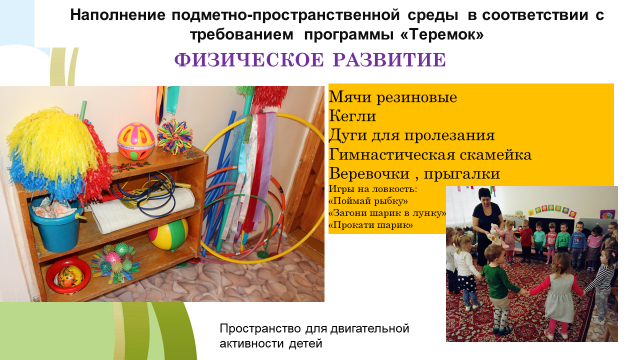 Наполнение подметно-пространственной среды в соответствии с
требованием программы «Теремок»
ФИЗИЧЕСКОЕ РАЗВИТИЕ
Мячи резиновые
Кегли
Дуги для пролезания
Гимнастическая скамейка
Веревочки , прыгалки
Игры на ловкость:
«Поймай рыбку»
«Загони шарик в лунку»
«Прокати шарик»
Пространство для двигательной
активности детей